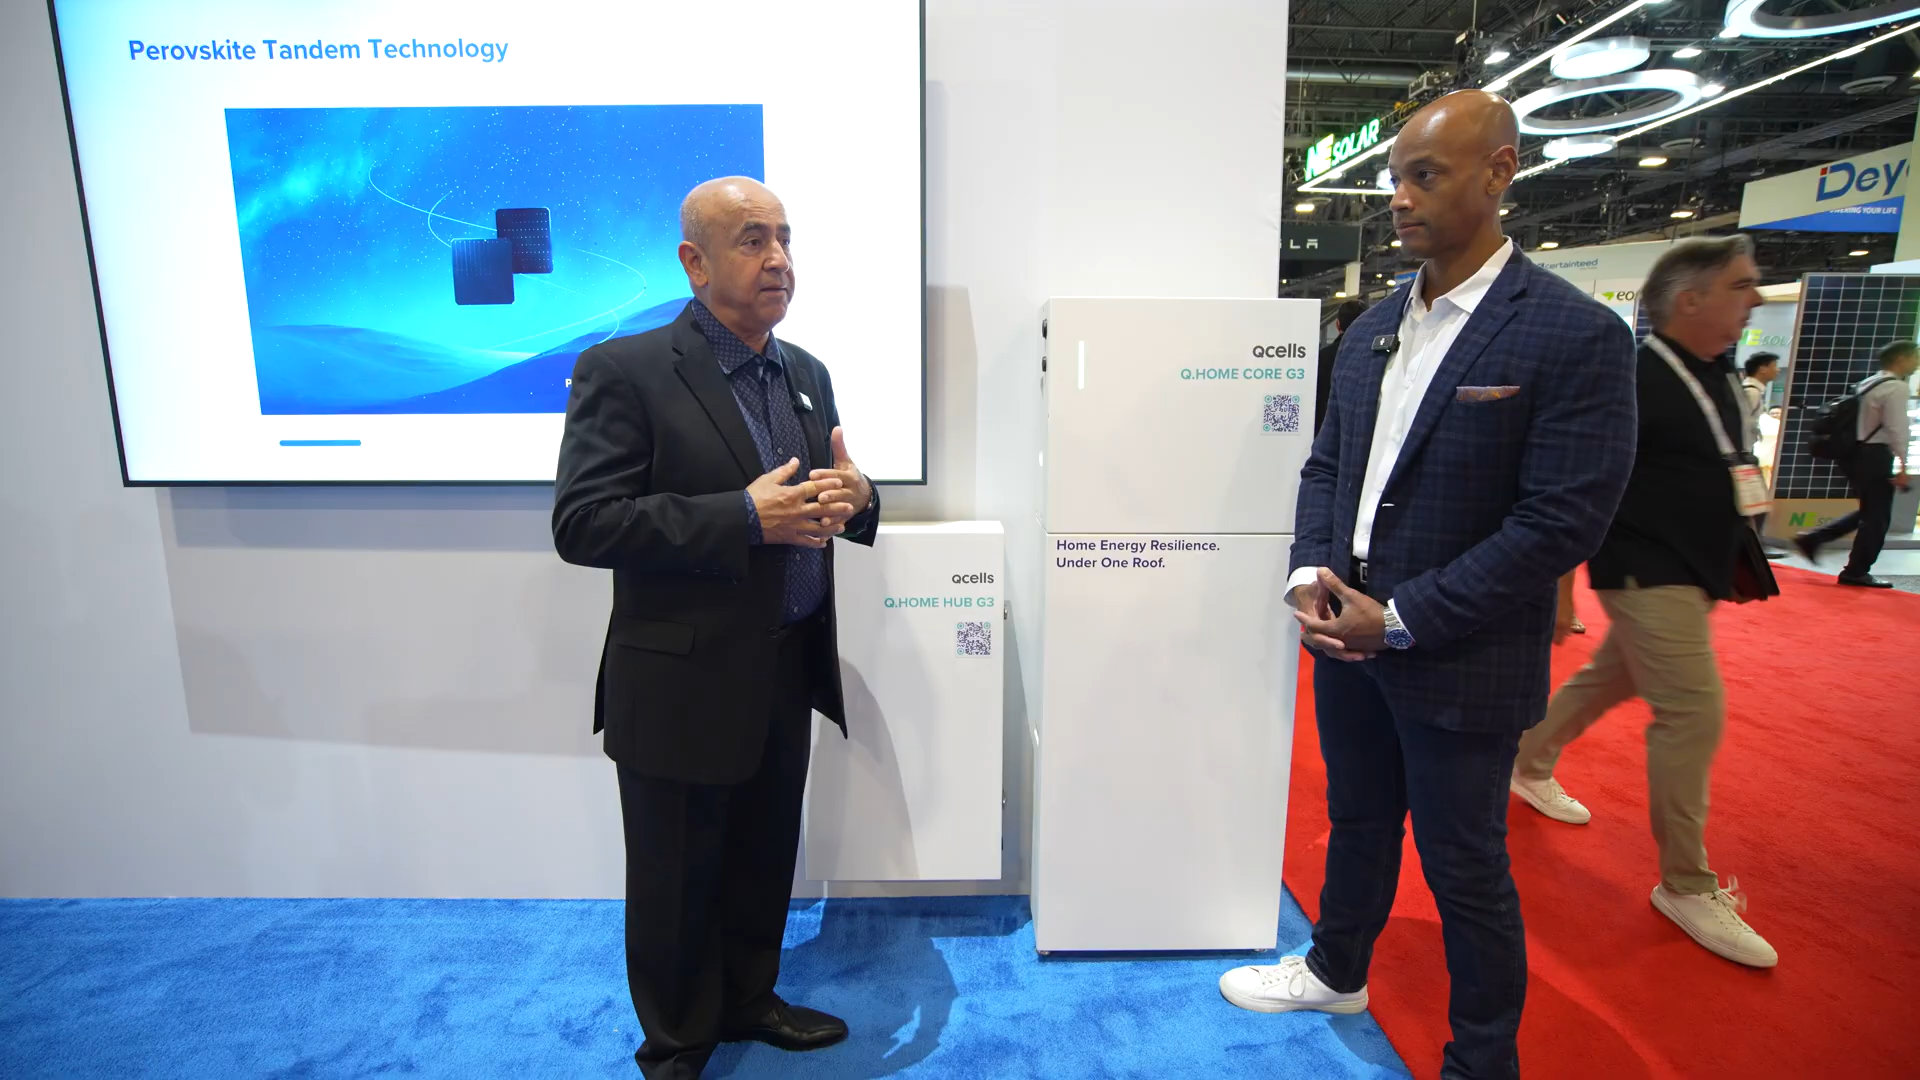 Perovskite Tandem Technology
qcells
Q.HOME CORE G3
Home Energy Resilience.
Under One Roof.
qcells
Q.HOME HUB G3
NE SOLAR
Deye
certainteed